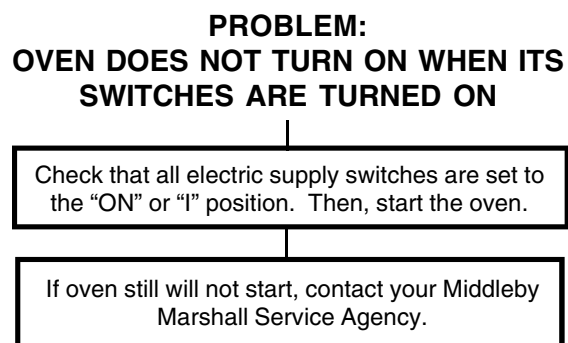 PROBLEM:
OVEN DOES NOT TURN ON WHEN ITS
SWITCHES ARE TURNED ON
Check that all electric supply switches are set to
the “ON” or “I” position. Then, start the oven.
If oven still will not start, contact your Middleby
Marshall Service Agency.